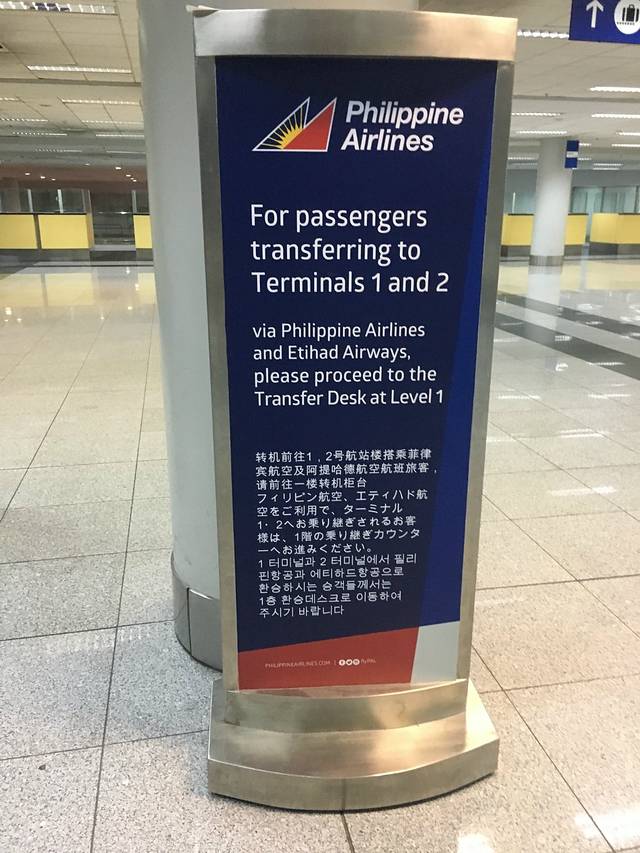 Philippine
Airlines
For passengers
transferring to
Terminals 1 and 2
via Philippine Airlines
and Etihad Airways,
please proceed to the
Transfer Desk at Level 1
转机前往1，2号航站楼搭乘菲律
宾航空及阿提哈德航空航班旅客，
请前往一楼转机柜台
フィリピン航空、エティハド航
空をご利用で、ターミナル
1・2へお乗り継ぎされるお客
様は、1階の乗り継ぎカウンタ
ーへお進みください。
1 터미널과 2 터미널에서 필리
핀항공과 에티하드항공으로
환승하시는 승객들께서는
1층 환승데스크로 이동하여
주시기 바랍니다
PHILIPPINEAIRLINES.COM | flyPAL